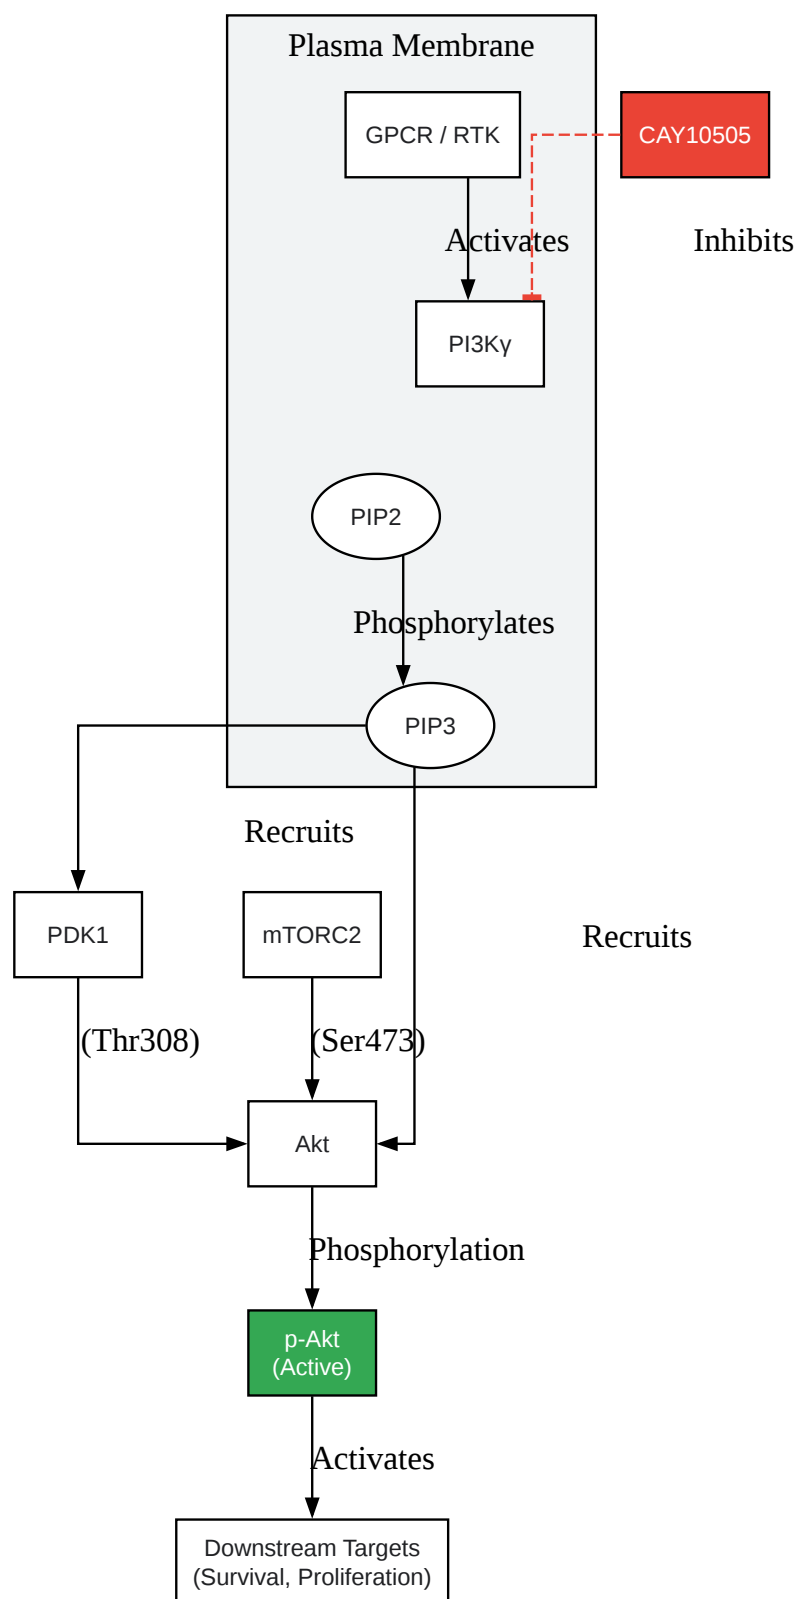 Plasma Membrane
GPCR / RTK
CAY10505
Activates
Inhibits
PI3Kγ
PIP2
Phosphorylates
PIP3
Recruits
PDK1
mTORC2
Recruits
(Thr308)
(Ser473)
Akt
Phosphorylation
p-Akt
(Active)
Activates
Downstream Targets
(Survival, Proliferation)